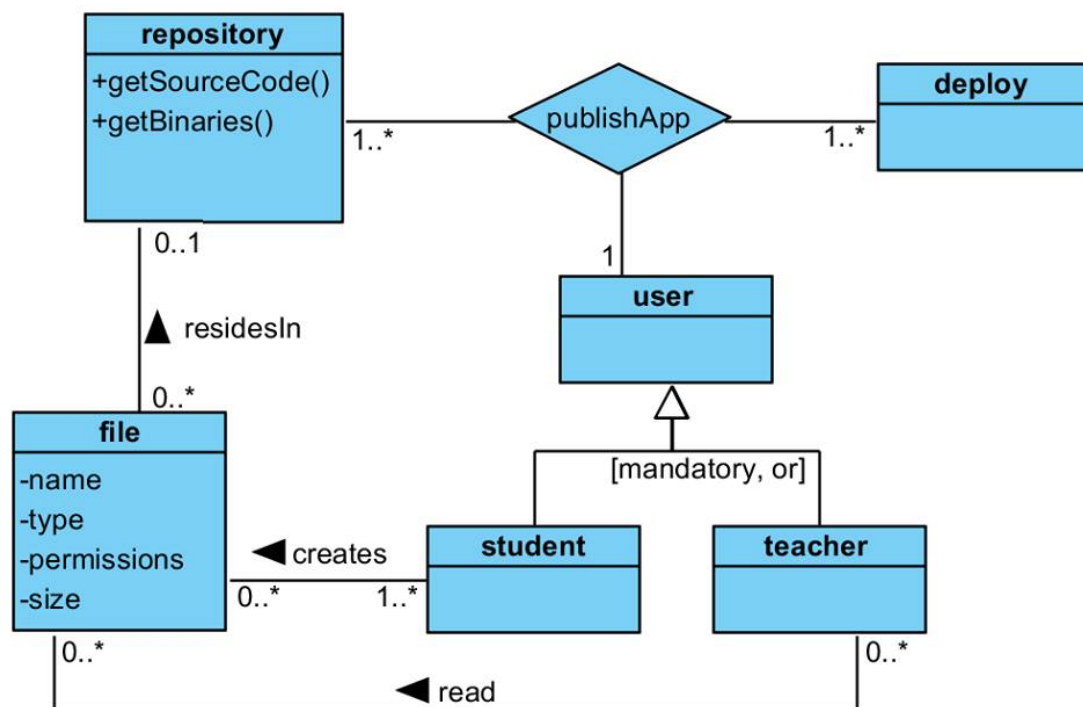 repository
+getSourceCode()
+getBinaries()
1..*
publishApp
1..*
deploy
1
user
0..1
residesIn
0..*
file
-name
-type
-permissions
-size
[mandatory, or]
creates
0..*
1..*
student
teacher
0..*
0..*
read